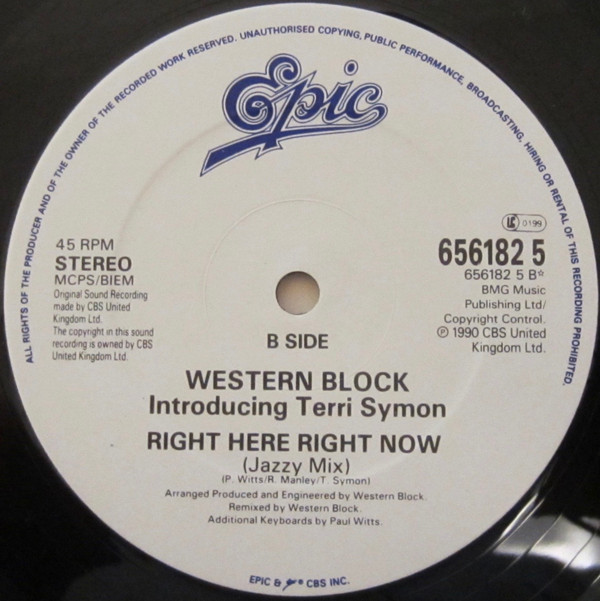 ALL RIGHTS OF THE PRODUCER AND OF THE OWNER OF THE RECORDED WORK RESERVED. UNAUTHORISED COPYING, PUBLIC PERFORMANCE, BROADCASTING, HIRING OR RENTAL OF THIS RECORDING PROHIBITED.
Epic
45 RPM
STEREO
MCPS/BIEM
Original Sound Recording
made by CBS United
Kingdom Ltd.
The copyright in this sound
recording is owned by CBS
United Kingdom Ltd.
LC 0199
656182 5
656182 5 B☆
BMG Music
Publishing Ltd/
Copyright Control.
℗ 1990 CBS United
Kingdom Ltd.
B SIDE
WESTERN BLOCK
Introducing Terri Symon
RIGHT HERE RIGHT NOW
(Jazzy Mix)
(P. Witts/R. Manley/T. Symon)
Arranged Produced and Engineered by Western Block.
Remixed by Western Block.
Additional Keyboards by Paul Witts.
EPIC & CBS INC.